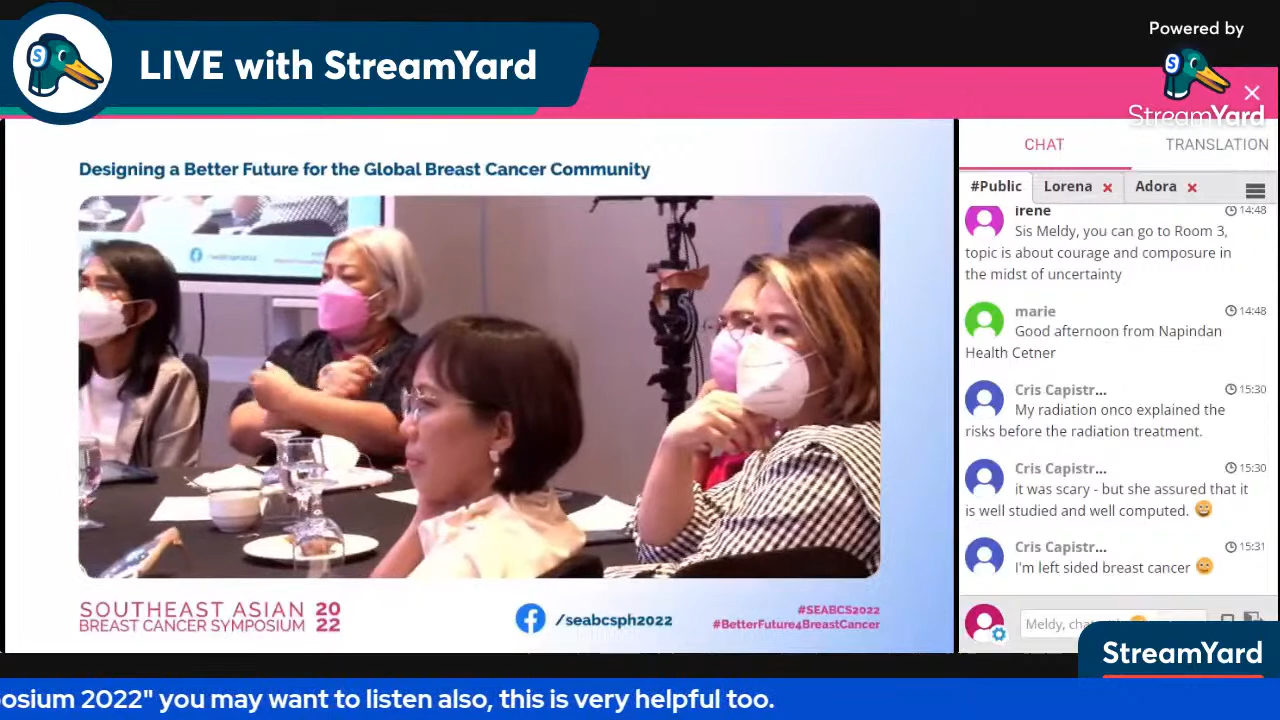 LIVE with StreamYard
Powered by
StreamYard
CHAT
TRANSLATION
Designing a Better Future for the Global Breast Cancer Community
#Public
Lorena
Adora
irene
14:48
Sis Meldy, you can go to Room 3,
topic is about courage and composure in
the midst of uncertainty
marie
14:48
Good afternoon from Napindan
Health Cetner
Cris Capistr...
15:30
My radiation onco explained the
risks before the radiation treatment.
Cris Capistr...
15:30
it was scary - but she assured that it
is well studied and well computed.
Cris Capistr...
15:31
I'm left sided breast cancer
SOUTHEAST ASIAN
BREAST CANCER SYMPOSIUM
20
22
/seabcsph2022
#SEABCS2022
#BetterFuture4BreastCancer
Meldy,
StreamYard
posium 2022" you may want to listen also, this is very helpful too.